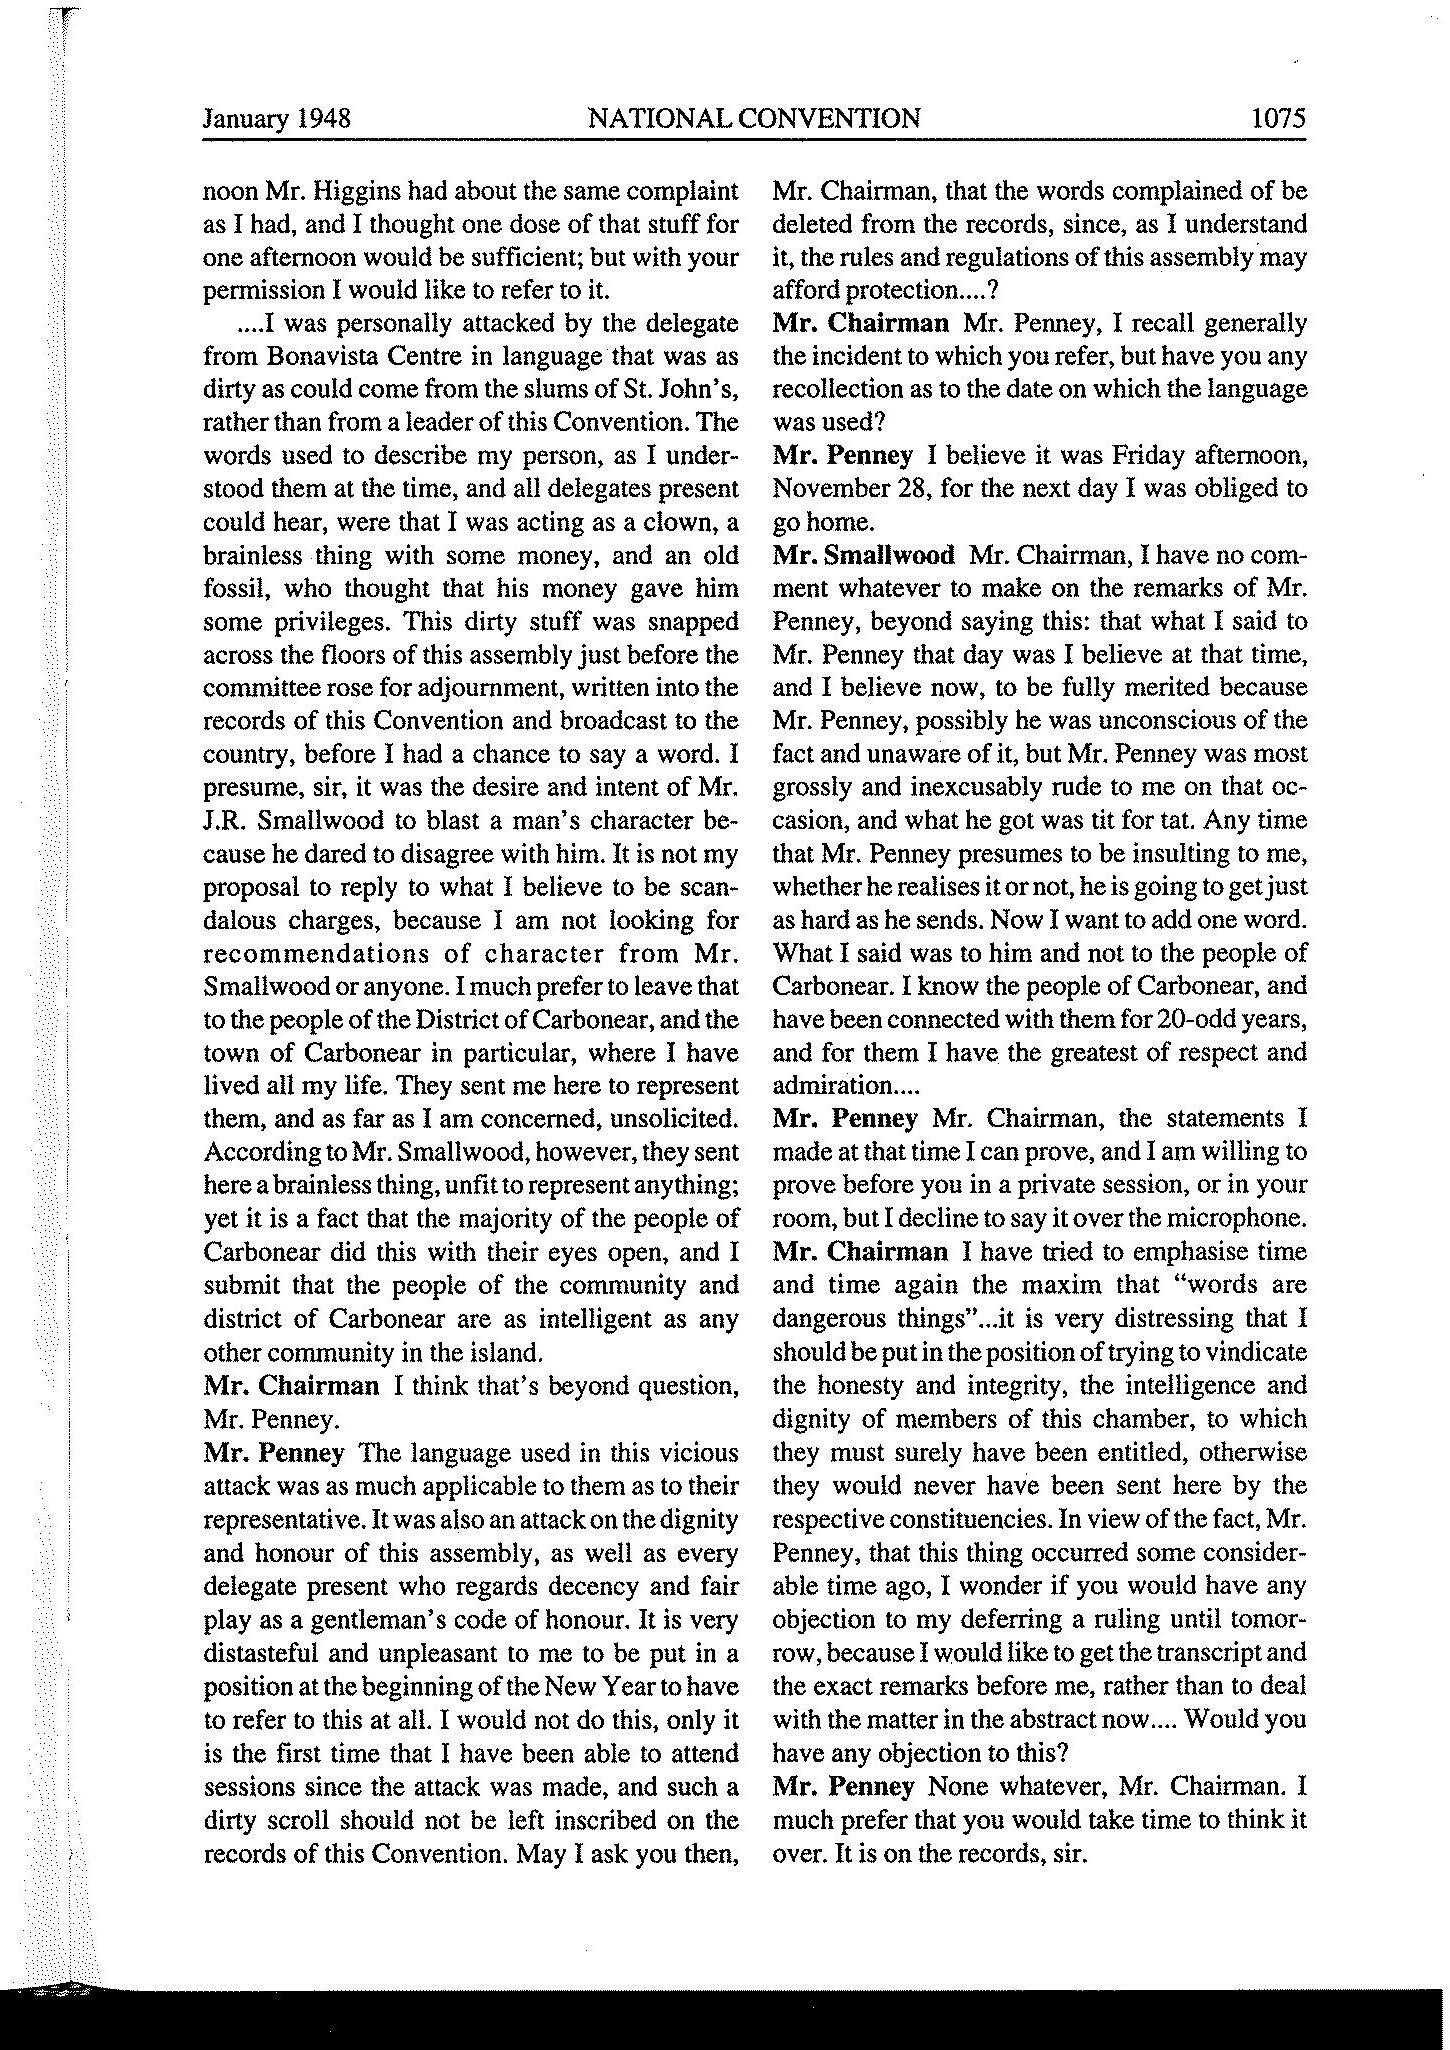 January 1948 NATIONAL CONVENTION 1075
noon Mr. Higgins had about the same complaint
as I had, and I thought one dose of that stuff for
one afternoon would be sufficient; but with your
permission I would like to refer to it.
....I was personally attacked by the delegate
from Bonavista Centre in language that was as
dirty as could come from the slums of St. John's,
rather than from a leader of this Convention. The
words used to describe my person, as I under-
stood them at the time, and all delegates present
could hear, were that I was acting as a clown, a
brainless thing with some money, and an old
fossil, who thought that his money gave him
some privileges. This dirty stuff was snapped
across the floors of this assembly just before the
committee rose for adjournment, written into the
records of this Convention and broadcast to the
country, before I had a chance to say a word. I
presume, sir, it was the desire and intent of Mr.
J.R. Smallwood to blast a man's character be-
cause he dared to disagree with him. It is not my
proposal to reply to what I believe to be scan-
dalous charges, because I am not looking for
recommendations of character from Mr.
Smallwood or anyone. I much prefer to leave that
to the people of the District of Carbonear, and the
town of Carbonear in particular, where I have
lived all my life. They sent me here to represent
them, and as far as I am concerned, unsolicited.
According to Mr. Smallwood, however, they sent
here a brainless thing, unfit to represent anything;
yet it is a fact that the majority of the people of
Carbonear did this with their eyes open, and I
submit that the people of the community and
district of Carbonear are as intelligent as any
other community in the island.
Mr. Chairman I think that's beyond question,
Mr. Penney.
Mr. Penney The language used in this vicious
attack was as much applicable to them as to their
representative. It was also an attack on the dignity
and honour of this assembly, as well as every
delegate present who regards decency and fair
play as a gentleman's code of honour. It is very
distasteful and unpleasant to me to be put in a
position at the beginning of the New Year to have
to refer to this at all. I would not do this, only it
is the first time that I have been able to attend
sessions since the attack was made, and such a
dirty scroll should not be left inscribed on the
records of this Convention. May I ask you then,
Mr. Chairman, that the words complained of be
deleted from the records, since, as I understand
it, the rules and regulations of this assembly may
afford protection....?
Mr. Chairman Mr. Penney, I recall generally
the incident to which you refer, but have you any
recollection as to the date on which the language
was used?
Mr. Penney I believe it was Friday afternoon,
November 28, for the next day I was obliged to
go home.
Mr. Smallwood Mr. Chairman, I have no com-
ment whatever to make on the remarks of Mr.
Penney, beyond saying this: that what I said to
Mr. Penney that day was I believe at that time,
and I believe now, to be fully merited because
Mr. Penney, possibly he was unconscious of the
fact and unaware of it, but Mr. Penney was most
grossly and inexcusably rude to me on that oc-
casion, and what he got was tit for tat. Any time
that Mr. Penney presumes to be insulting to me,
whether he realises it or not, he is going to get just
as hard as he sends. Now I want to add one word.
What I said was to him and not to the people of
Carbonear. I know the people of Carbonear, and
have been connected with them for 20-odd years,
and for them I have the greatest of respect and
admiration....
Mr. Penney Mr. Chairman, the statements I
made at that time I can prove, and I am willing to
prove before you in a private session, or in your
room, but I decline to say it over the microphone.
Mr. Chairman I have tried to emphasise time
and time again the maxim that "words are
dangerous things"...it is very distressing that I
should be put in the position of trying to vindicate
the honesty and integrity, the intelligence and
dignity of members of this chamber, to which
they must surely have been entitled, otherwise
they would never have been sent here by the
respective constituencies. In view of the fact, Mr.
Penney, that this thing occurred some consider-
able time ago, I wonder if you would have any
objection to my deferring a ruling until tomor-
row, because I would like to get the transcript and
the exact remarks before me, rather than to deal
with the matter in the abstract now.... Would you
have any objection to this?
Mr. Penney None whatever, Mr. Chairman. I
much prefer that you would take time to think it
over. It is on the records, sir.